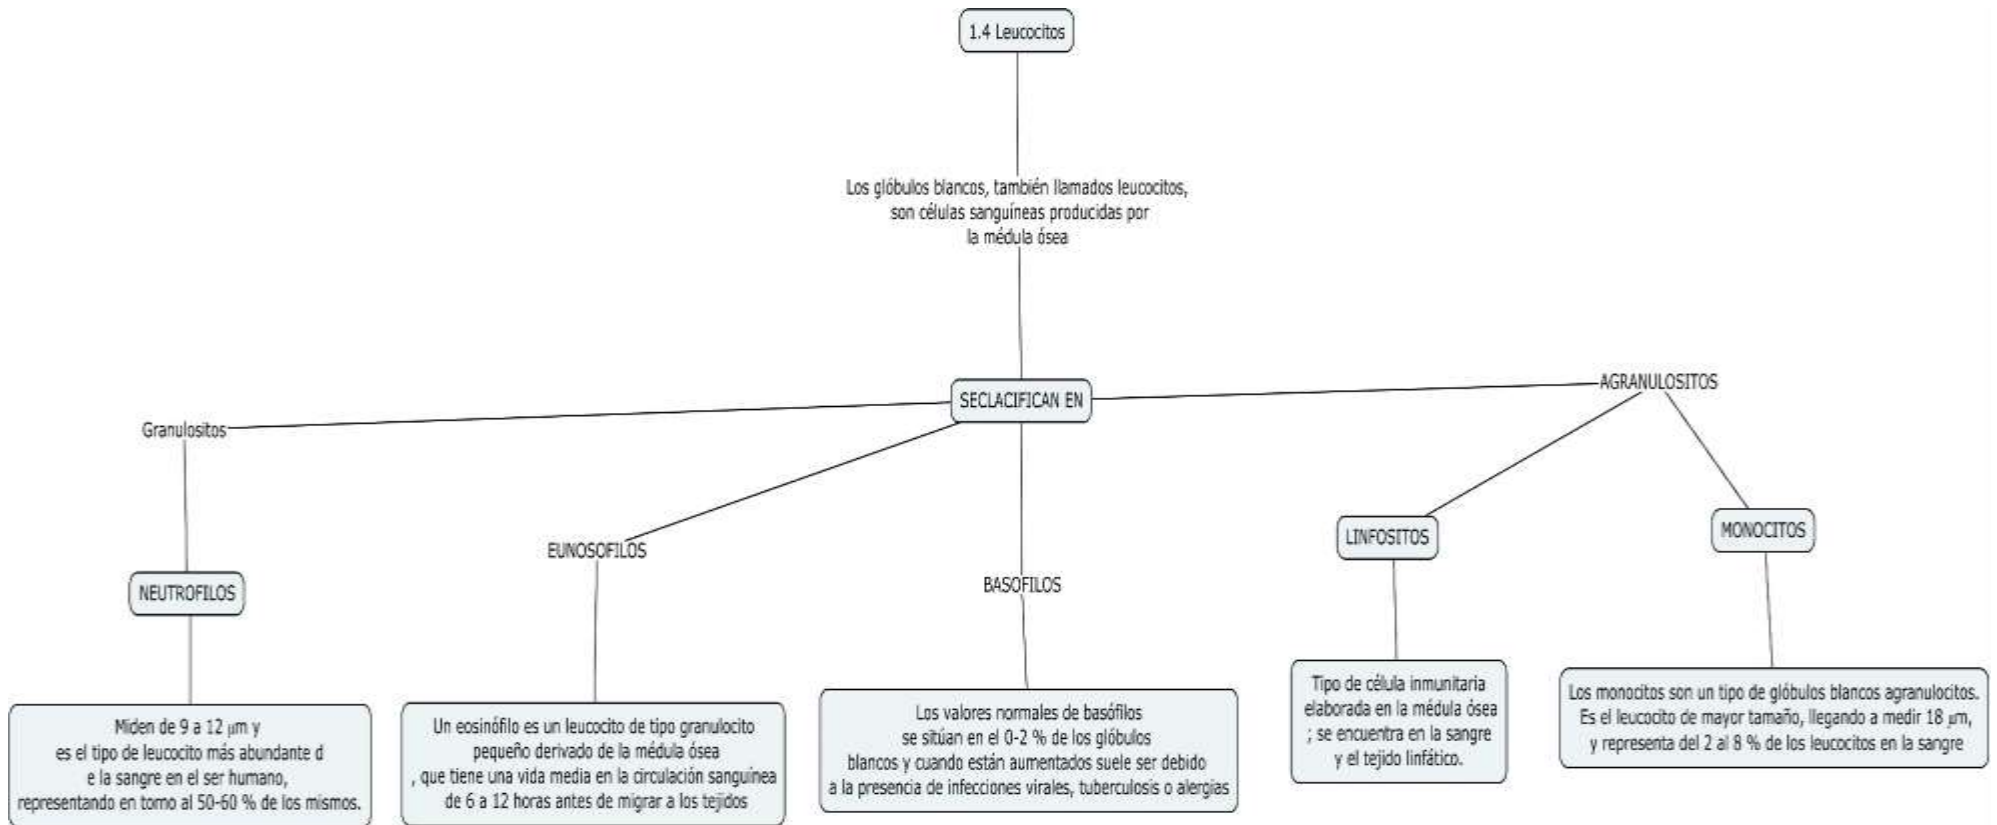 1.4 Leucocitos
Los glóbulos blancos, también llamados leucocitos,
son células sanguíneas producidas por
la médula ósea
SECLACIFICAN EN
Granulositos
AGRANULOSITOS
NEUTROFILOS
EUNOSOFILOS
BASOFILOS
LINFOSITOS
MONOCITOS
Miden de 9 a 12 μm y
es el tipo de leucocito más abundante d
e la sangre en el ser humano,
representando en torno al 50-60 % de los mismos.
Un eosinófilo es un leucocito de tipo granulocito
pequeño derivado de la médula ósea
, que tiene una vida media en la circulación sanguínea
de 6 a 12 horas antes de migrar a los tejidos
Los valores normales de basófilos
se sitúan en el 0-2 % de los glóbulos
blancos y cuando están aumentados suele ser debido
a la presencia de infecciones virales, tuberculosis o alergias
Tipo de célula inmunitaria
elaborada en la médula ósea
; se encuentra en la sangre
y el tejido linfático.
Los monocitos son un tipo de glóbulos blancos agranulocitos.
Es el leucocito de mayor tamaño, llegando a medir 18 μm,
y representa del 2 al 8 % de los leucocitos en la sangre